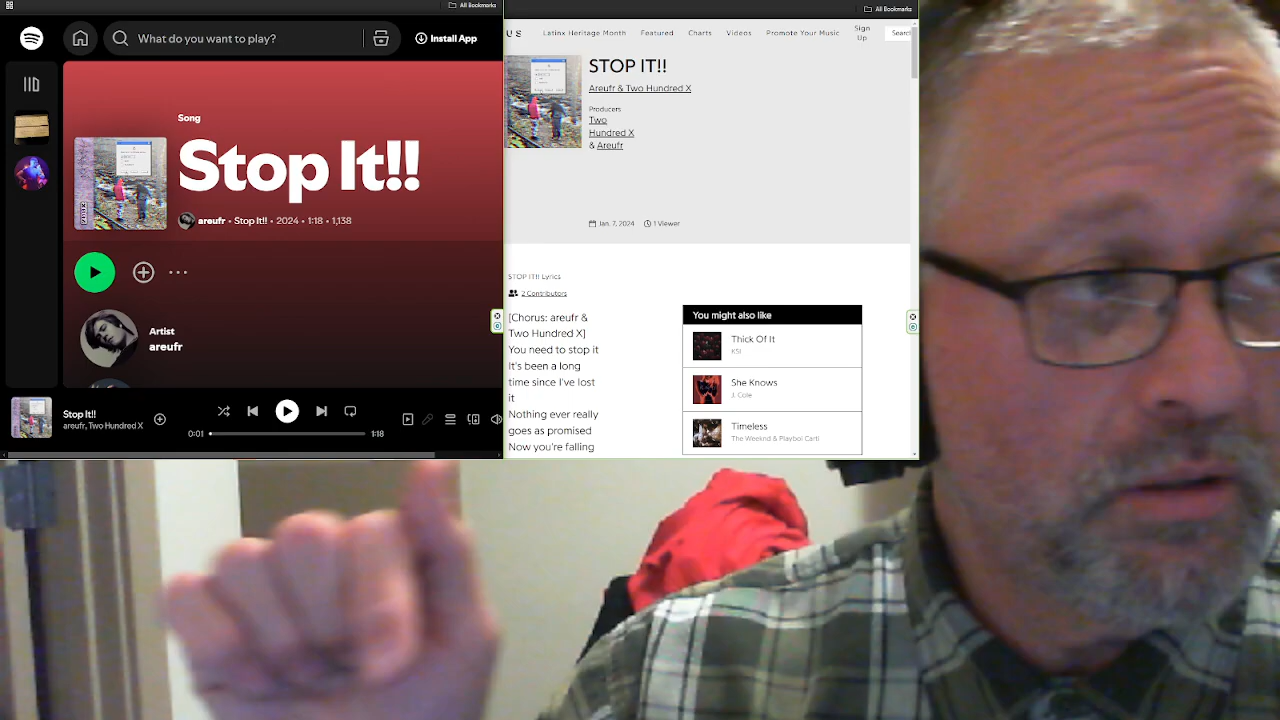 All Bookmarks
What do you want to play?
Install App
Song
Stop It!!
areufr • Stop It!! • 2024 • 1:18 • 1,138
Artist
areufr
Stop It!!
areufr, Two Hundred X
0:01
1:18
All Bookmarks
U S
Latinx Heritage Month
Featured
Charts
Videos
Promote Your Music
Sign
Up
Searc
STOP IT!!
Areufr & Two Hundred X
Producers
Two
Hundred X
& Areufr
Jan. 7, 2024
1 Viewer
STOP IT!! Lyrics
2 Contributors
[Chorus: areufr &
Two Hundred X]
You need to stop it
It's been a long
time since I've lost
it
Nothing ever really
goes as promised
Now you're falling
You might also like
Thick Of It
KSI
She Knows
J. Cole
Timeless
The Weeknd & Playboi Carti